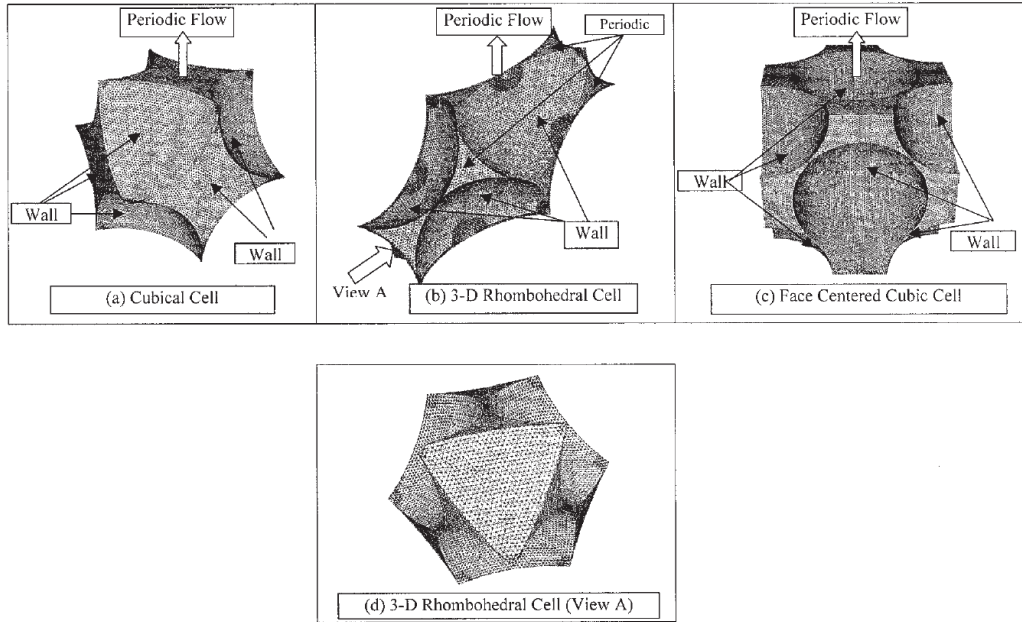 Periodic Flow
Wall
Wall
(a) Cubical Cell
Periodic Flow
Periodic
Wall
View A
(b) 3-D Rhombohedral Cell
Periodic Flow
Wall
Wall
(c) Face Centered Cubic Cell
(d) 3-D Rhombohedral Cell (View A)